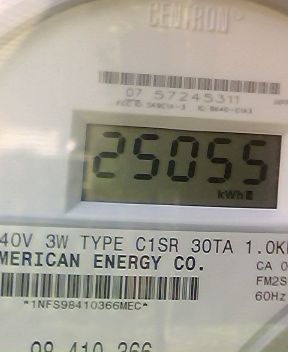 CENTRON®
07 57245311
25055
kWh
40V 3W TYPE C1SR 30TA 1.0K
MERICAN ENERGY CO.
CA 0
FM2S
60Hz
*1NFS98410366MEC*
98 410 366